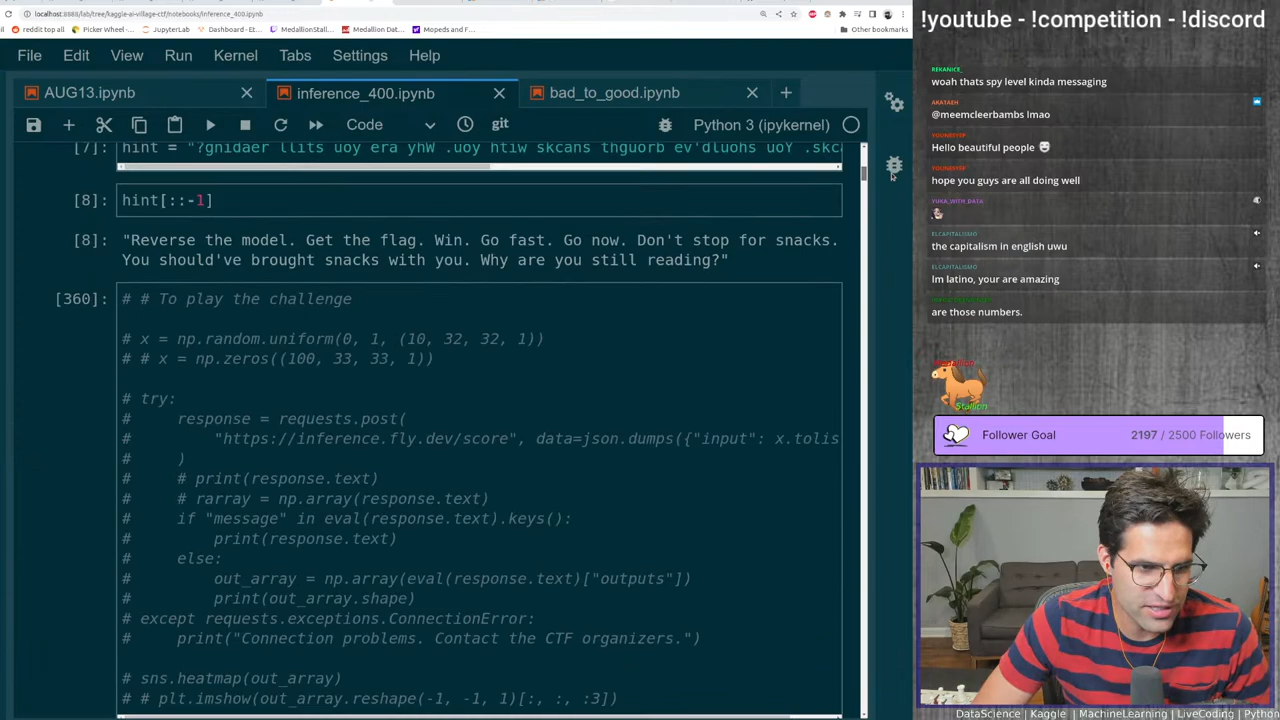 localhost:8888/lab/tree/kaggle-ai-village-ctf/notebooks/inference_400.ipynb
reddit top all
Picker Wheel -...
JupyterLab
Dashboard - Et...
MedallionStall...
Medallion Dat...
Mopeds and F...
Other bookmarks
File Edit View Run Kernel Tabs Settings Help
AUG13.ipynb
inference_400.ipynb
bad_to_good.ipynb
Code
git
Python 3 (ipykernel)
[7]: hint = "?gnidaer llits uoy era yhW .uoy htiw skcans thguorb ev'dluohs uoY .skc
[8]: hint[::-1]
[8]: "Reverse the model. Get the flag. Win. Go fast. Go now. Don't stop for snacks.
You should've brought snacks with you. Why are you still reading?"
[360]: # # To play the challenge
# x = np.random.uniform(0, 1, (10, 32, 32, 1))
# # x = np.zeros((100, 33, 33, 1))
# try:
# response = requests.post(
# "https://inference.fly.dev/score", data=json.dumps({"input": x.tolis
# )
# # print(response.text)
# # rarray = np.array(response.text)
# if "message" in eval(response.text).keys():
# print(response.text)
# else:
# out_array = np.array(eval(response.text)["outputs"])
# print(out_array.shape)
# except requests.exceptions.ConnectionError:
# print("Connection problems. Contact the CTF organizers.")
# sns.heatmap(out_array)
# # plt.imshow(out_array.reshape(-1, -1, 1)[:, :, :3])
!youtube - !competition - !discord
REKANICE_
woah thats spy level kinda messaging
AKATAEH
@meemcleerbambs lmao
Hello beautiful people
hope you guys are all doing well
YUKA_WITH_DATA
ELCAPITALISMO
the capitalism in english uwu
ELCAPITALISMO
Im latino, your are amazing
are those numbers.
Medallion
Stallion
Follower Goal
2197 / 2500 Followers
DataScience | Kaggle | MachineLearning | LiveCoding | Python